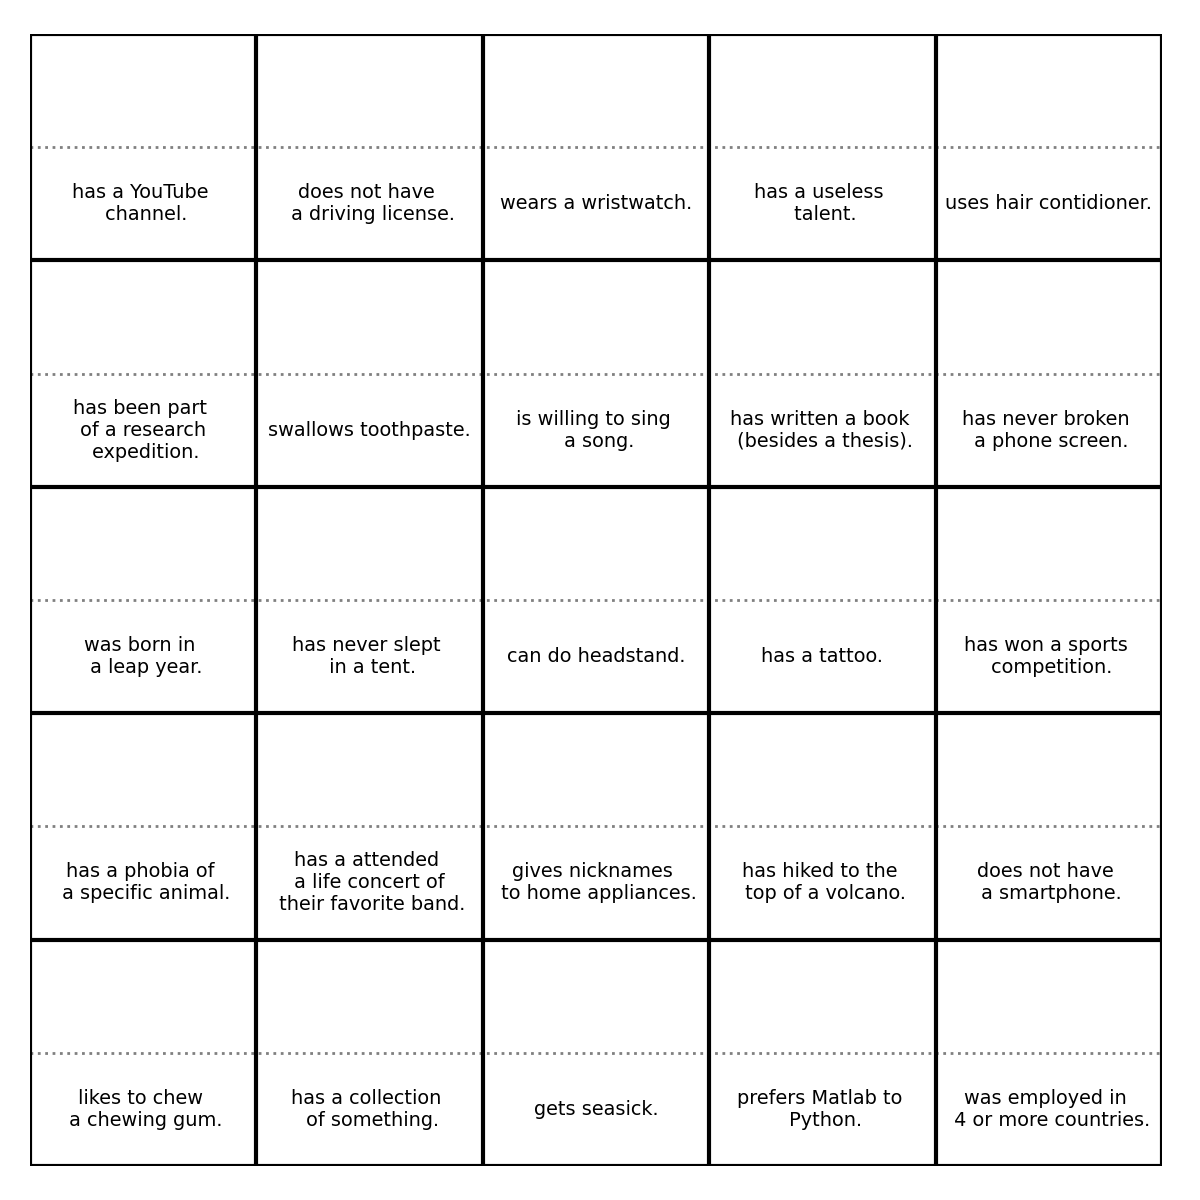 has a YouTube
channel.
does not have
a driving license.
wears a wristwatch.
has a useless
talent.
uses hair contidioner.
has been part
of a research
expedition.
swallows toothpaste.
is willing to sing
a song.
has written a book
(besides a thesis).
has never broken
a phone screen.
was born in
a leap year.
has never slept
in a tent.
can do headstand.
has a tattoo.
has won a sports
competition.
has a phobia of
a specific animal.
has a attended
a life concert of
their favorite band.
gives nicknames
to home appliances.
has hiked to the
top of a volcano.
does not have
a smartphone.
likes to chew
a chewing gum.
has a collection
of something.
gets seasick.
prefers Matlab to
Python.
was employed in
4 or more countries.